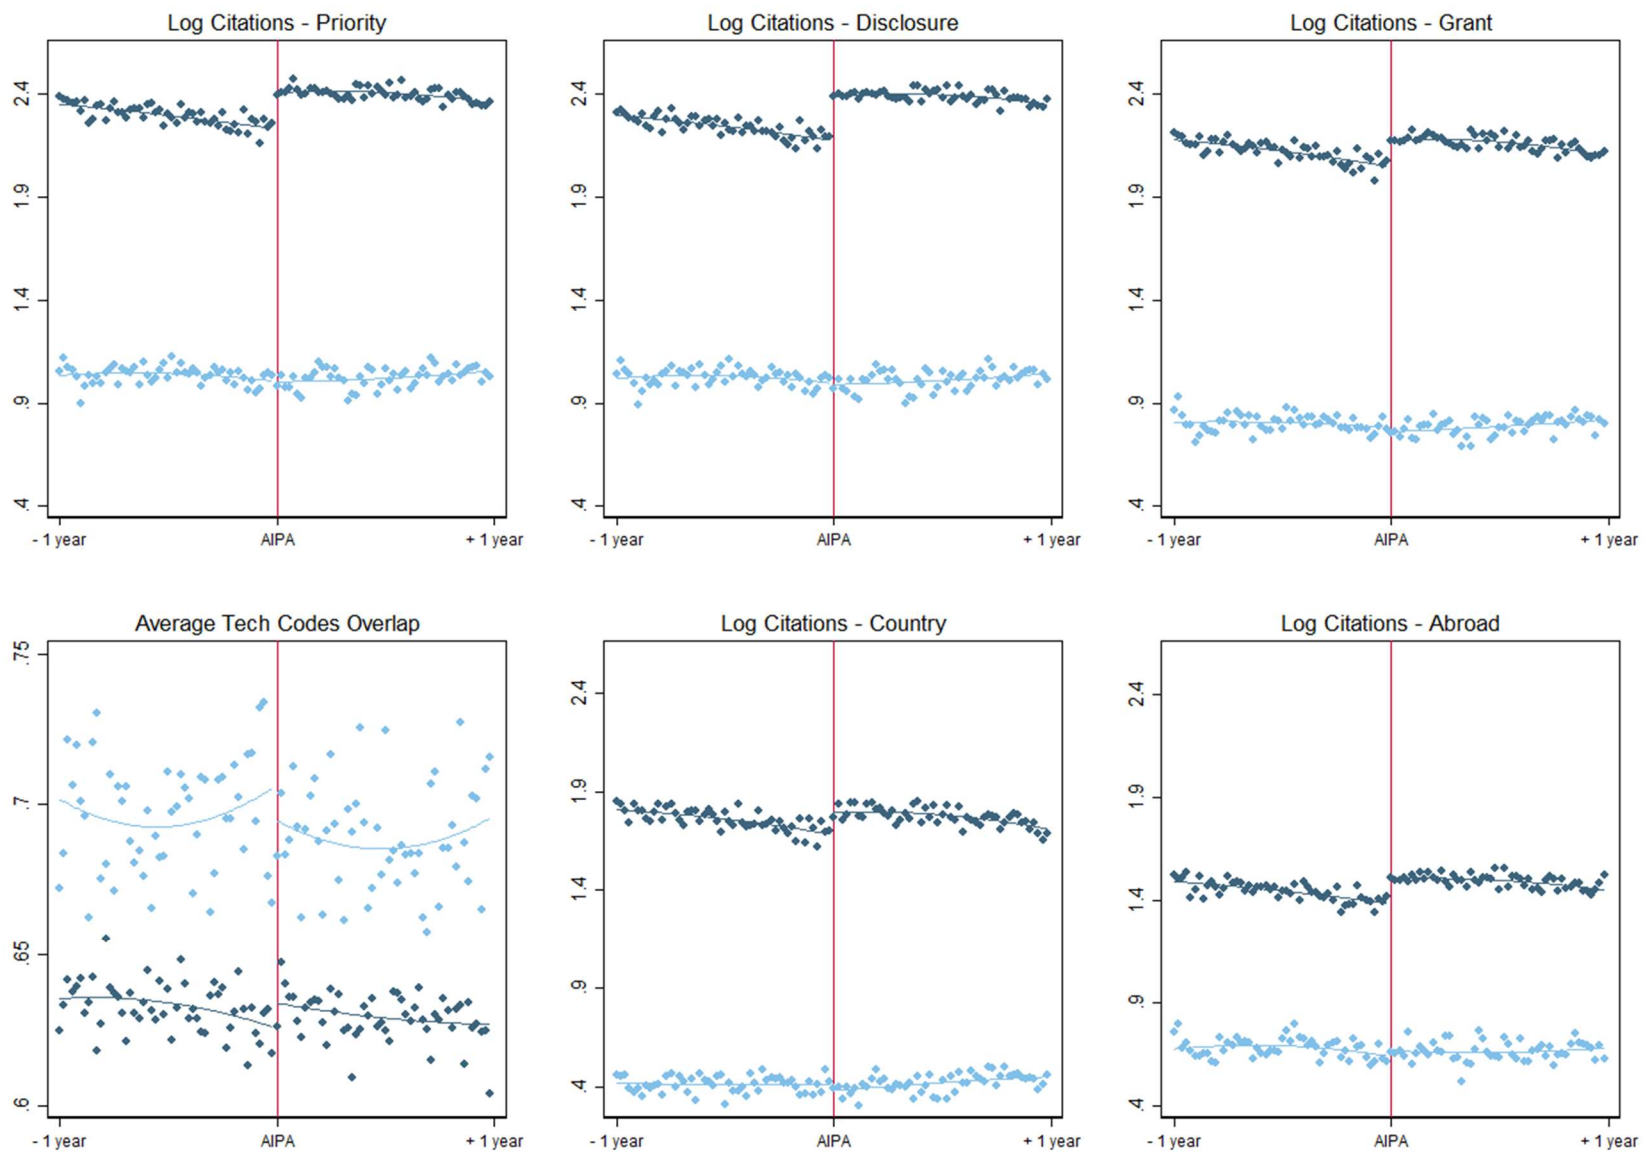 Log Citations - Priority
2.4
1.9
1.4
.9
.4
- 1 year AIPA + 1 year
Log Citations - Disclosure
2.4
1.9
1.4
.9
.4
- 1 year AIPA + 1 year
Log Citations - Grant
2.4
1.9
1.4
.9
.4
- 1 year AIPA + 1 year
Average Tech Codes Overlap
.75
.7
.65
.6
- 1 year AIPA + 1 year
Log Citations - Country
2.4
1.9
1.4
.9
.4
- 1 year AIPA + 1 year
Log Citations - Abroad
2.4
1.9
1.4
.9
.4
- 1 year AIPA + 1 year